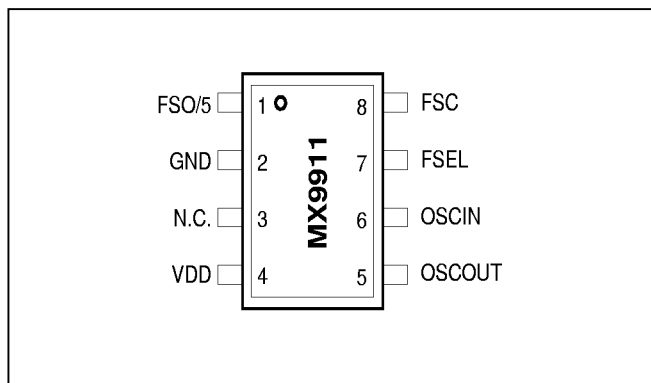 FSO/5 1 8 FSC
GND 2 7 FSEL
N.C. 3 6 OSCIN
VDD 4 5 OSCOUT
MX9911